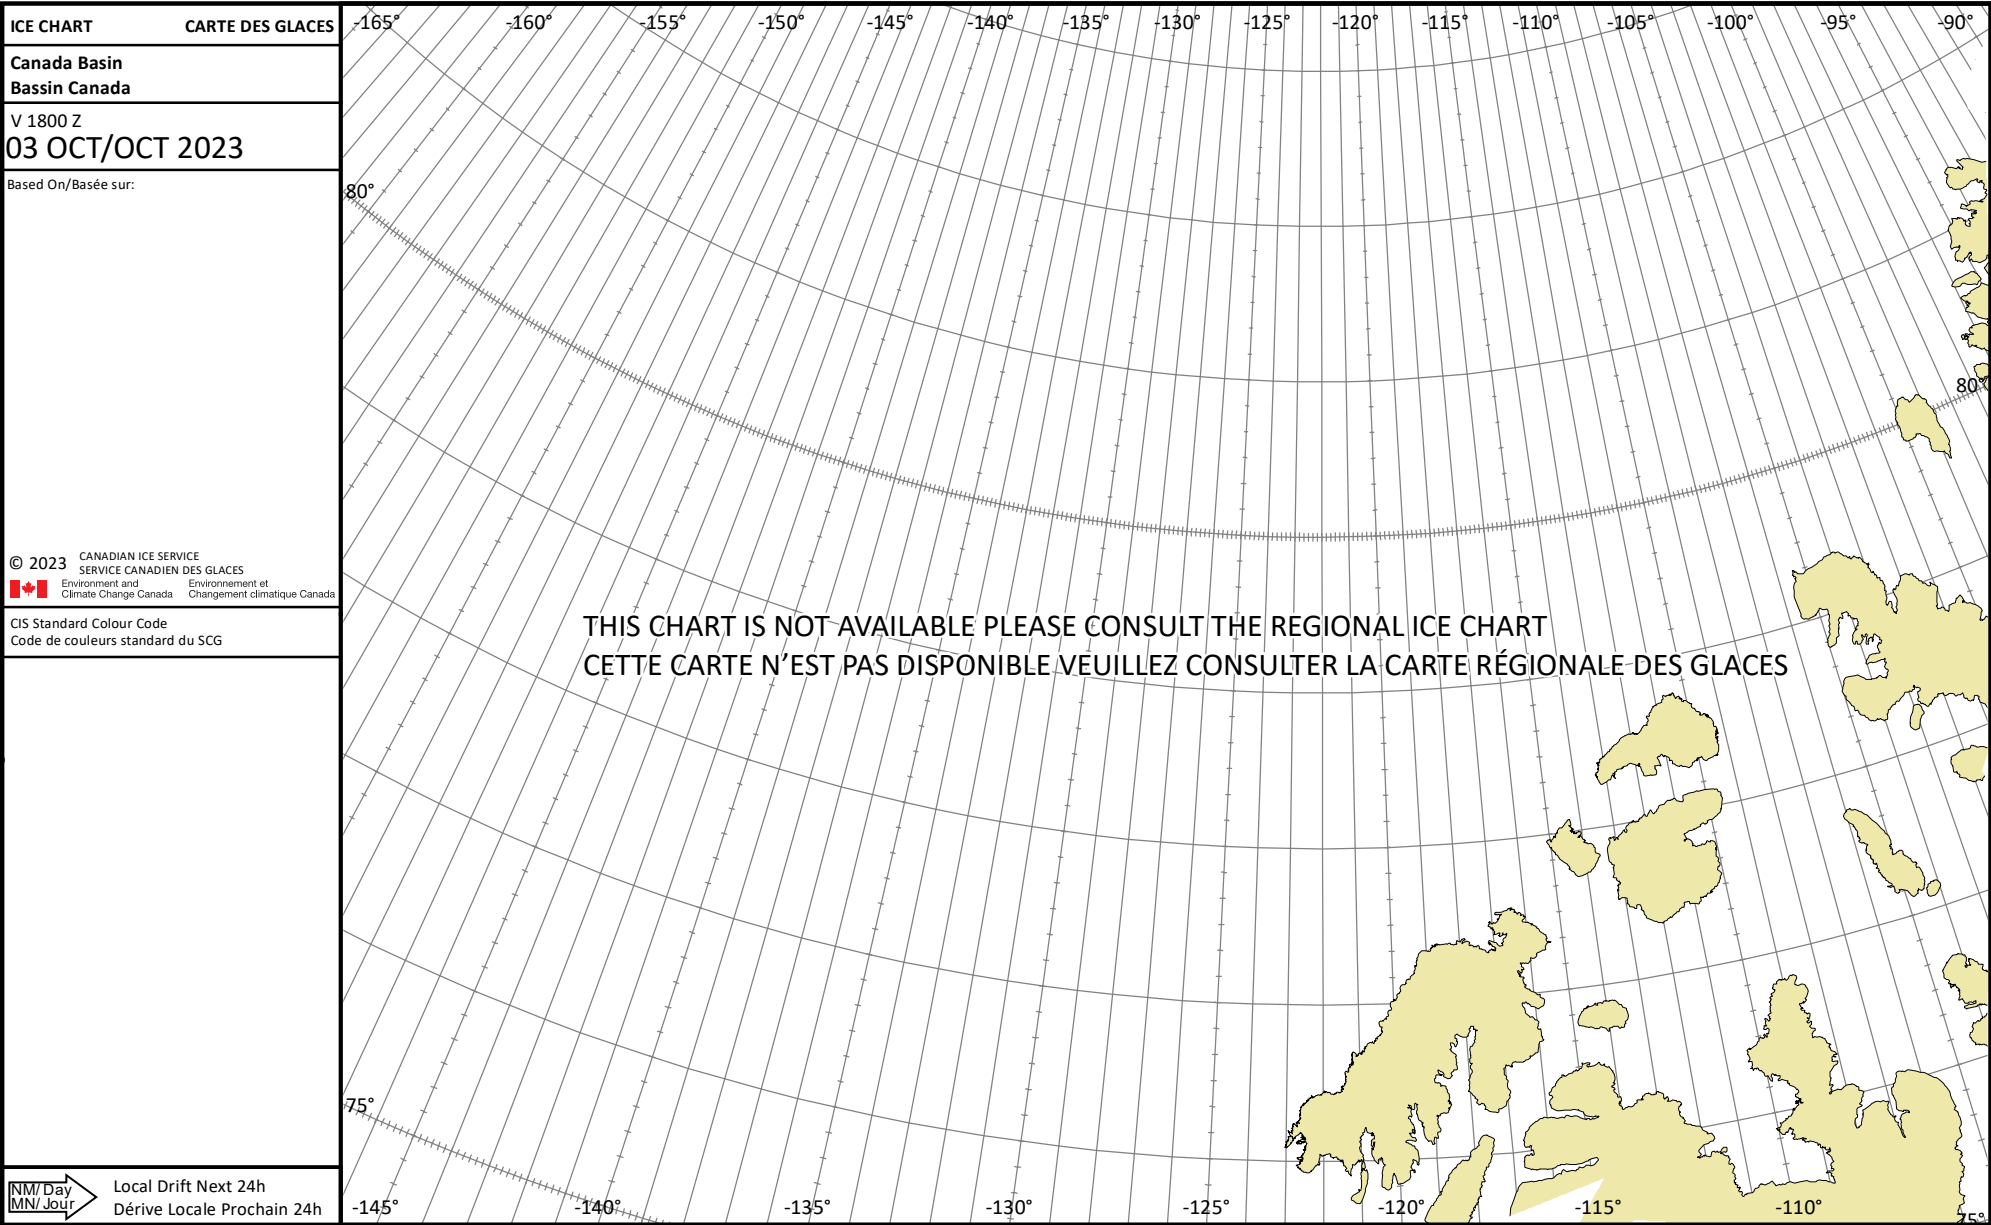 ICE CHART CARTE DES GLACES
Canada Basin
Bassin Canada
V 1800 Z
03 OCT/OCT 2023
Based On/Basée sur:
© 2023 CANADIAN ICE SERVICE
SERVICE CANADIEN DES GLACES
Environment and Climate Change Canada
Environnement et Changement climatique Canada
CIS Standard Colour Code
Code de couleurs standard du SCG
NM/Day
MN/Jour
Local Drift Next 24h
Dérive Locale Prochain 24h
-165° -160° -155° -150° -145° -140° -135° -130° -125° -120° -115° -110° -105° -100° -95° -90°
80°
80°
THIS CHART IS NOT AVAILABLE PLEASE CONSULT THE REGIONAL ICE CHART
CETTE CARTE N'EST PAS DISPONIBLE VEUILLEZ CONSULTER LA CARTE RÉGIONALE DES GLACES
75°
-145° -140° -135° -130° -125° -120° -115° -110° 75°